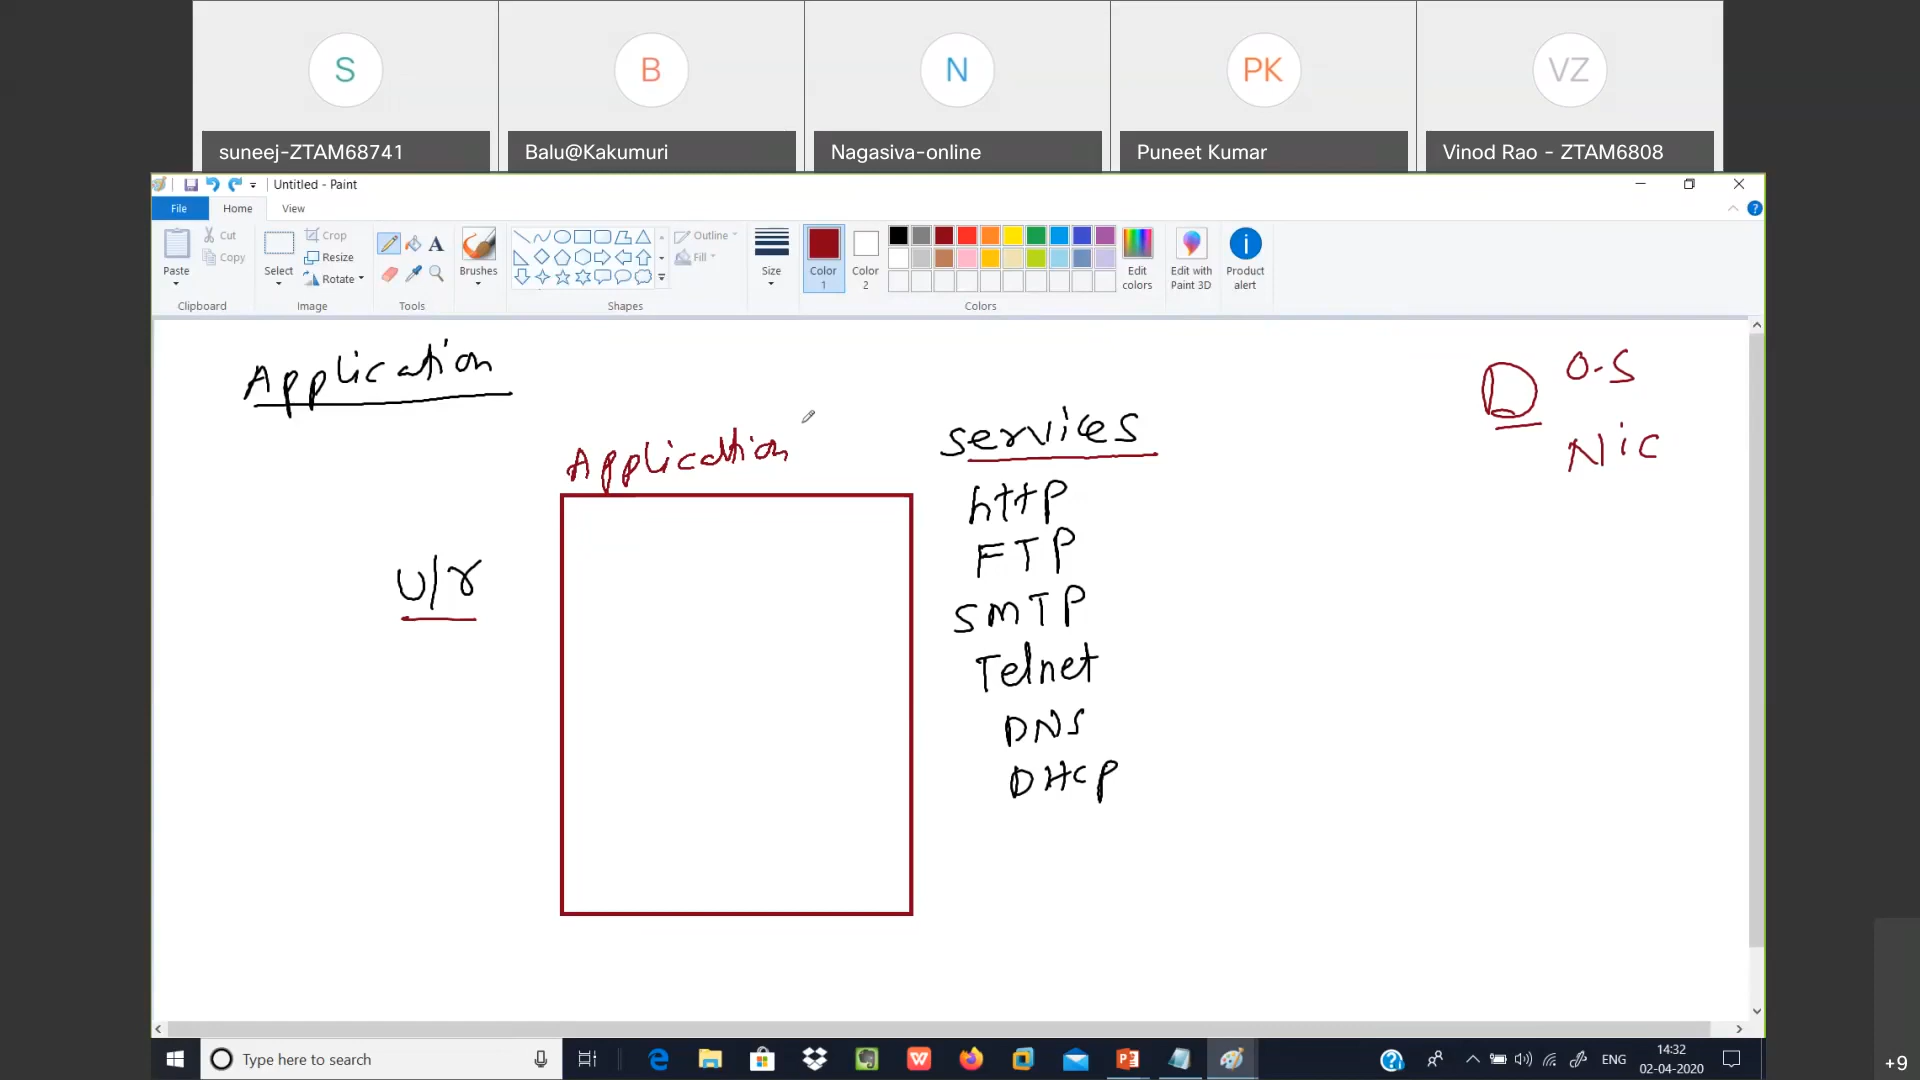 S
B
N
PK
VZ
suneej-ZTAM68741
Balu@Kakumuri
Nagasiva-online
Puneet Kumar
Vinod Rao - ZTAM6808
Untitled - Paint
File
Home
View
Paste
Cut
Copy
Clipboard
Select
Crop
Resize
Rotate
Image
A
Tools
Brushes
Outline
Fill
Shapes
Size
Color 1
Color 2
Edit colors
Colors
Edit with Paint 3D
Product alert
Application
Application
U/r
services
http
FTP
SMTP
Telnet
DNS
DHCP
D
O.S
NiC
Type here to search
ENG
14:32
02-04-2020
+9